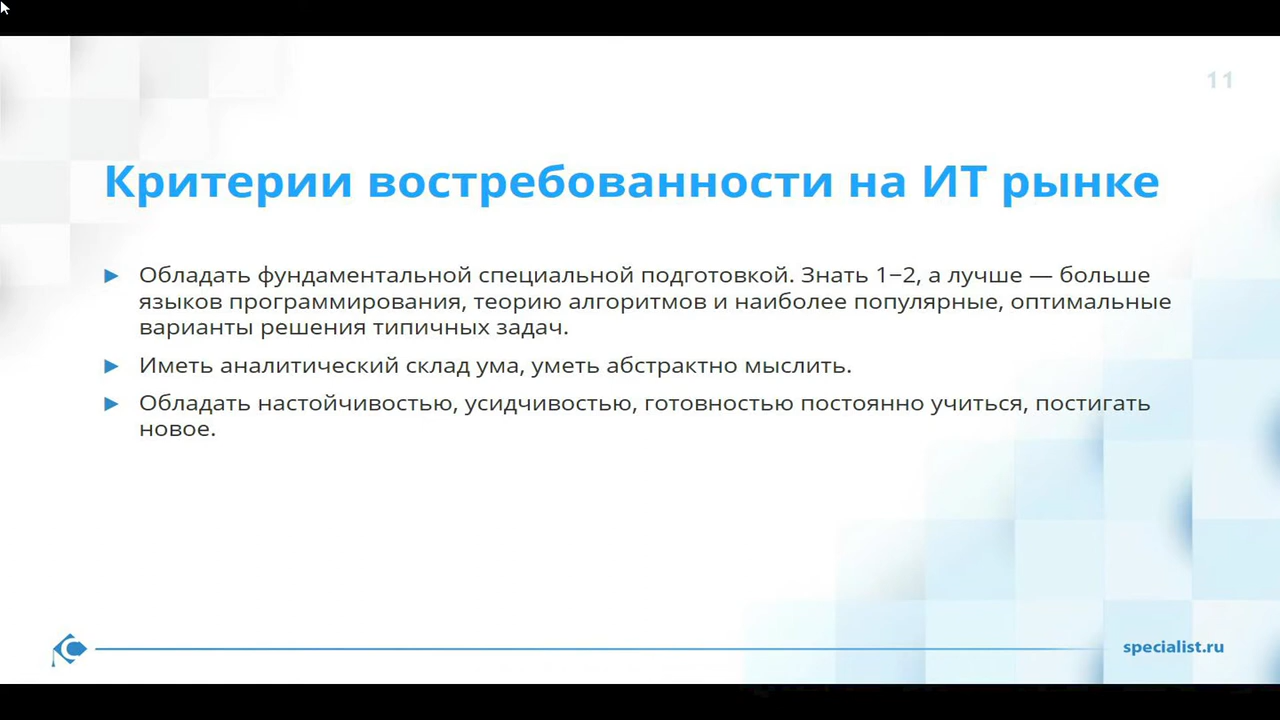 11
Критерии востребованности на ИТ рынке
Обладать фундаментальной специальной подготовкой. Знать 1–2, а лучше — больше
языков программирования, теорию алгоритмов и наиболее популярные, оптимальные
варианты решения типичных задач.
Иметь аналитический склад ума, уметь абстрактно мыслить.
Обладать настойчивостью, усидчивостью, готовностью постоянно учиться, постигать
новое.
specialist.ru